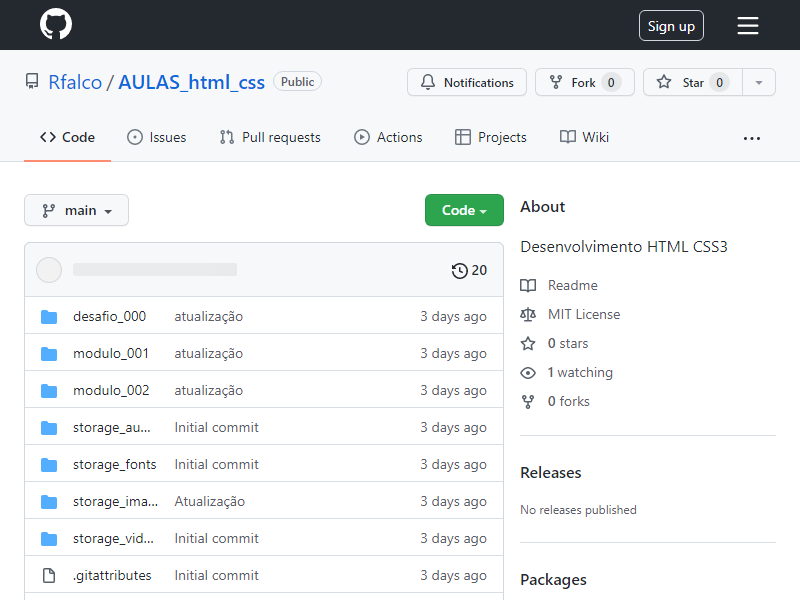 Sign up
Rfalco / AULAS_html_css Public
Notifications Fork 0 Star 0
Code Issues Pull requests Actions Projects Wiki
main Code
20
desafio_000 atualização 3 days ago
modulo_001 atualização 3 days ago
modulo_002 atualização 3 days ago
storage_au... Initial commit 3 days ago
storage_fonts Initial commit 3 days ago
storage_ima... Atualização 3 days ago
storage_vid... Initial commit 3 days ago
.gitattributes Initial commit 3 days ago
About
Desenvolvimento HTML CSS3
Readme
MIT License
0 stars
1 watching
0 forks
Releases
No releases published
Packages